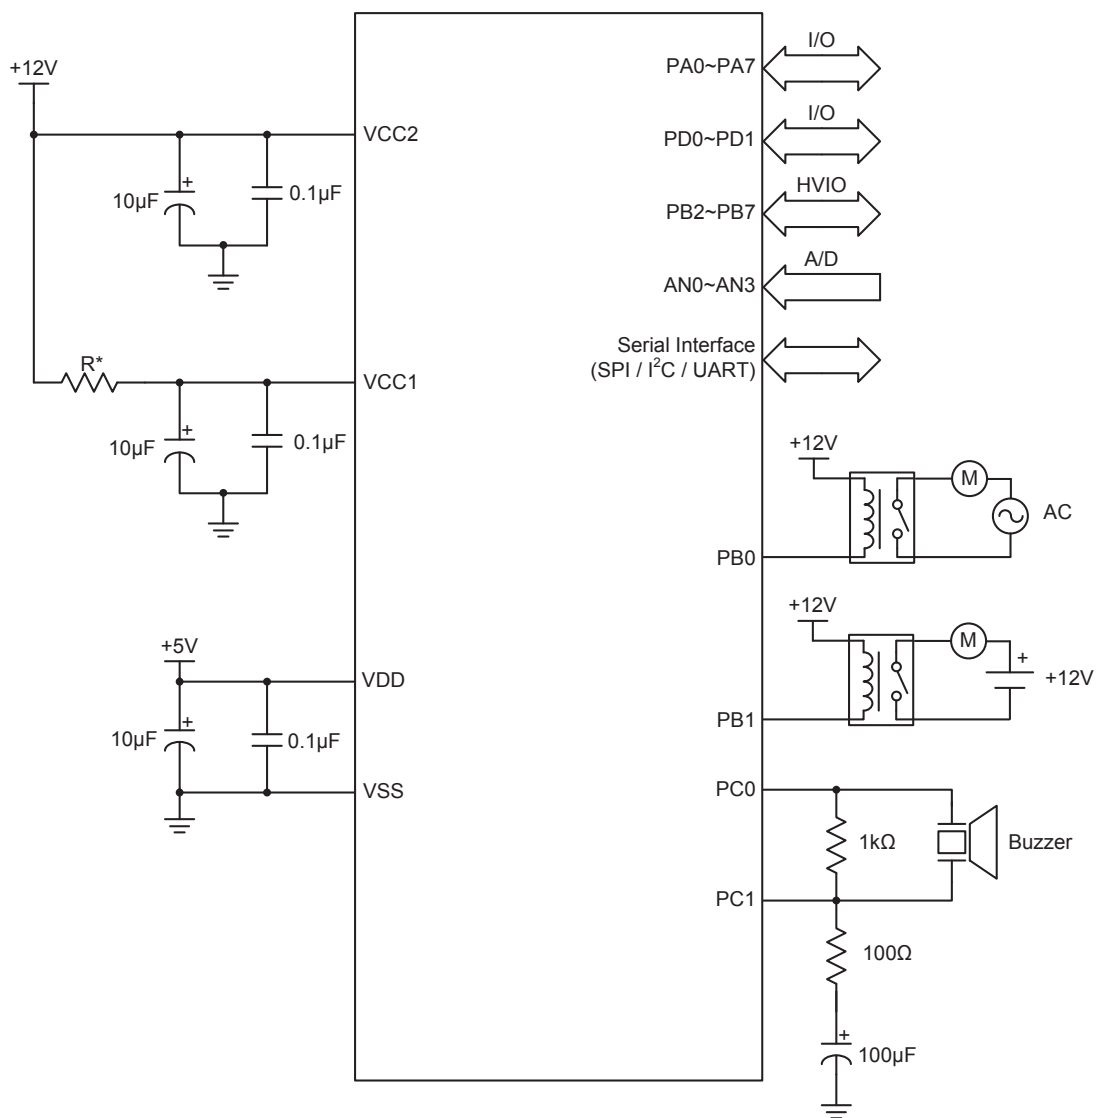 +12V
VCC2
10µF
+
0.1µF
R*
VCC1
10µF
+
0.1µF
+5V
VDD
10µF
+
0.1µF
VSS
I/O
PA0~PA7
I/O
PD0~PD1
HVIO
PB2~PB7
A/D
AN0~AN3
Serial Interface
(SPI / I²C / UART)
+12V
M
AC
PB0
+12V
M
+
+12V
PB1
PC0
1kΩ
Buzzer
PC1
100Ω
+
100µF